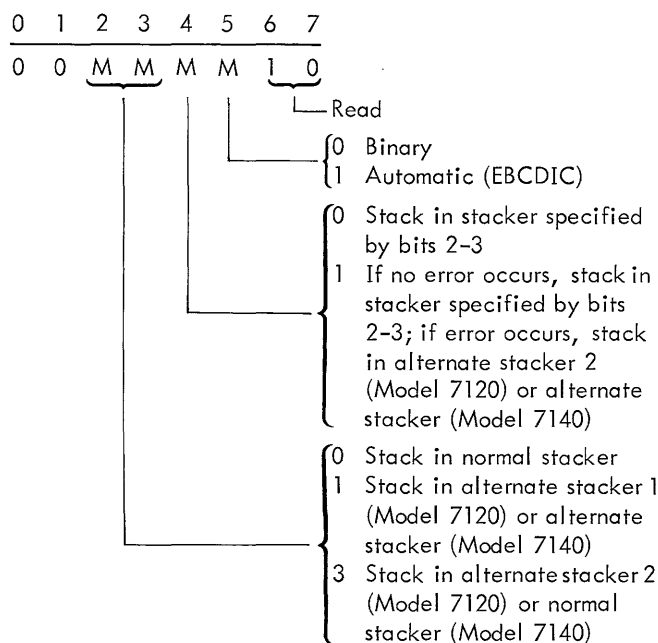 0 1 2 3 4 5 6 7
0 0 M M M M 1 0
Read
0 Binary
1 Automatic (EBCDIC)
0 Stack in stacker specified
by bits 2-3
1 If no error occurs, stack in
stacker specified by bits
2-3; if error occurs, stack
in alternate stacker 2
(Model 7120) or alternate
stacker (Model 7140)
0 Stack in normal stacker
1 Stack in alternate stacker 1
(Model 7120) or alternate
stacker (Model 7140)
3 Stack in alternate stacker 2
(Model 7120) or normal
stacker (Model 7140)